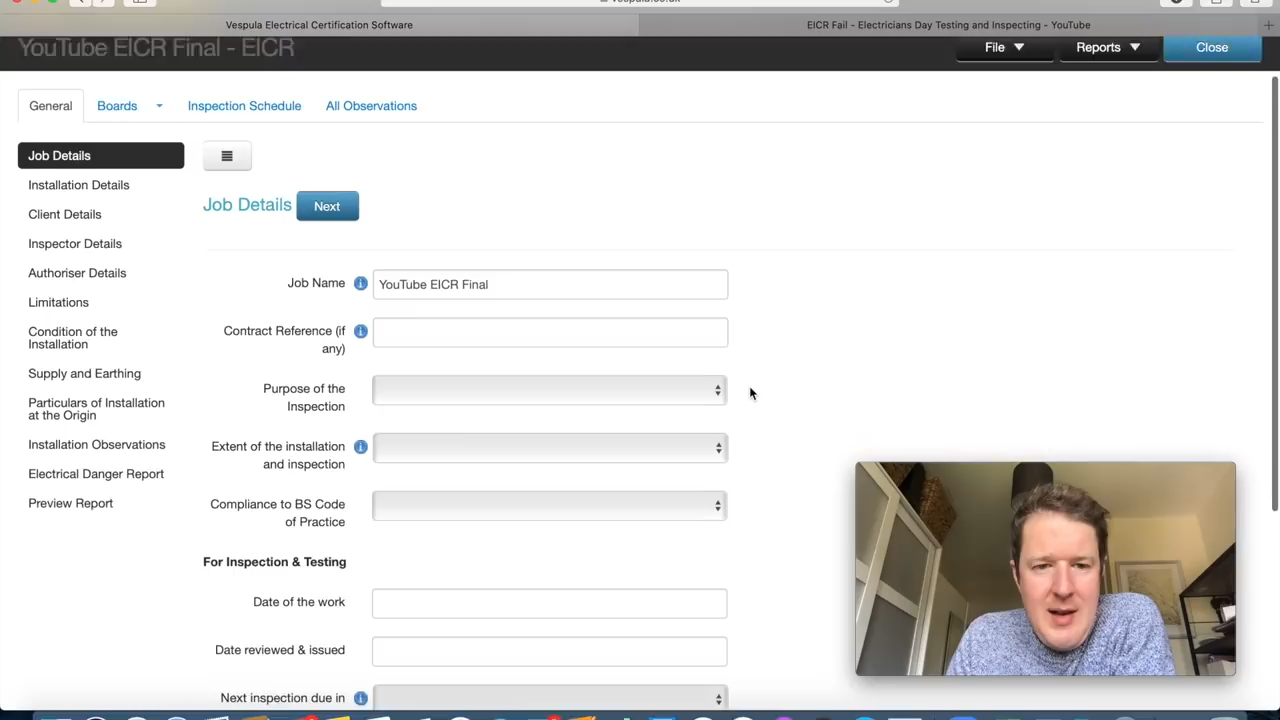 Vespula Electrical Certification Software
EICR Fail - Electricians Day Testing and Inspecting - YouTube
YouTube EICR Final - EICR
File
Reports
Close
General
Boards
Inspection Schedule
All Observations
Job Details
Installation Details
Client Details
Inspector Details
Authoriser Details
Limitations
Condition of the
Installation
Supply and Earthing
Particulars of Installation
at the Origin
Installation Observations
Electrical Danger Report
Preview Report
Job Details
Next
Job Name
YouTube EICR Final
Contract Reference (if
any)
Purpose of the
Inspection
Extent of the installation
and inspection
Compliance to BS Code
of Practice
For Inspection & Testing
Date of the work
Date reviewed & issued
Next inspection due in